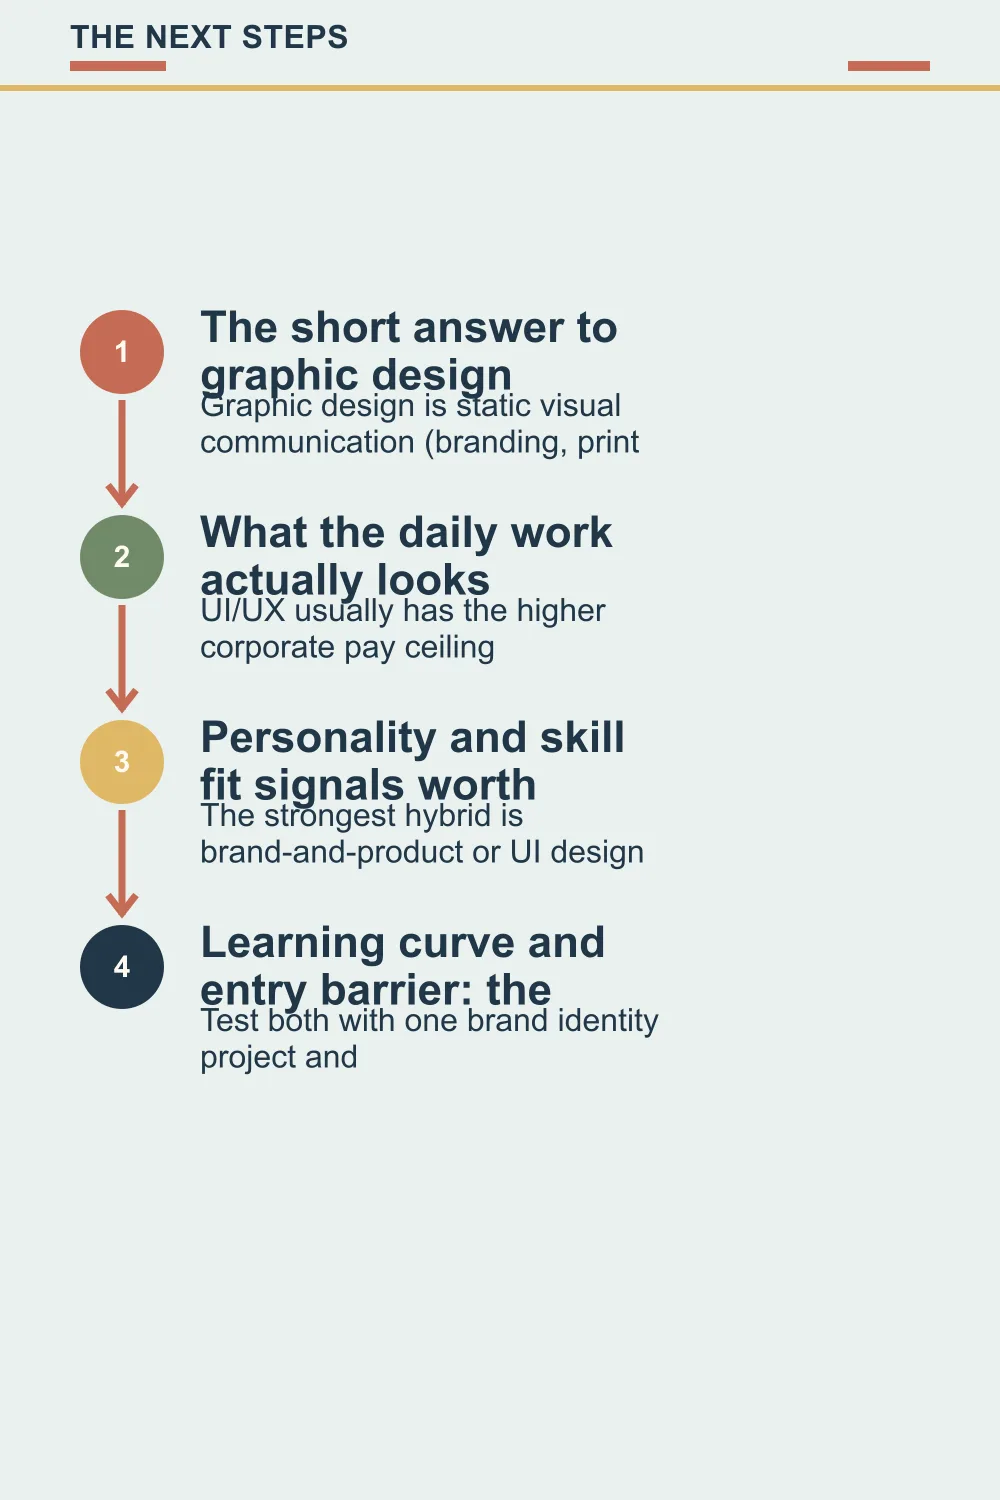 THE NEXT STEPS
1
The short answer to
graphic design
Graphic design is static visual
communication (branding, print
2
What the daily work
actually looks
UI/UX usually has the higher
corporate pay ceiling
3
Personality and skill
fit signals worth
The strongest hybrid is
brand-and-product or UI design
4
Learning curve and
entry barrier: the
Test both with one brand identity
project and